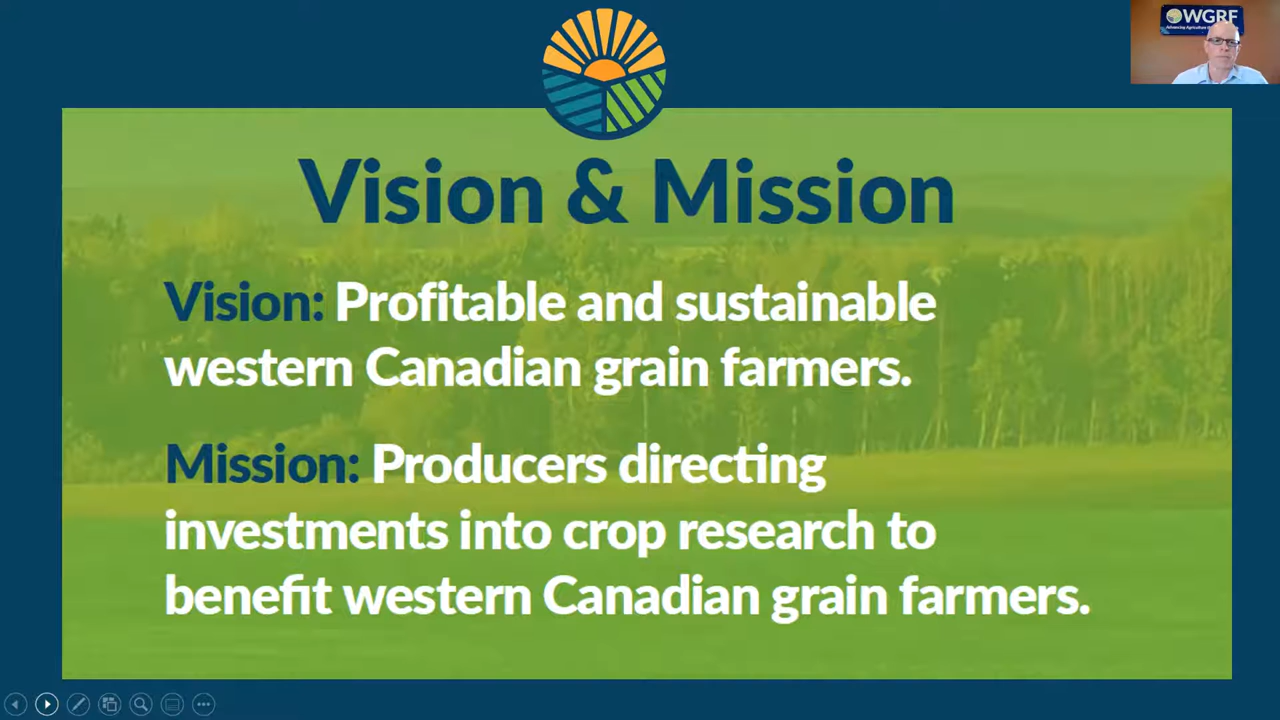 WGRF
Vision & Mission
Vision: Profitable and sustainable
western Canadian grain farmers.
Mission: Producers directing
investments into crop research to
benefit western Canadian grain farmers.